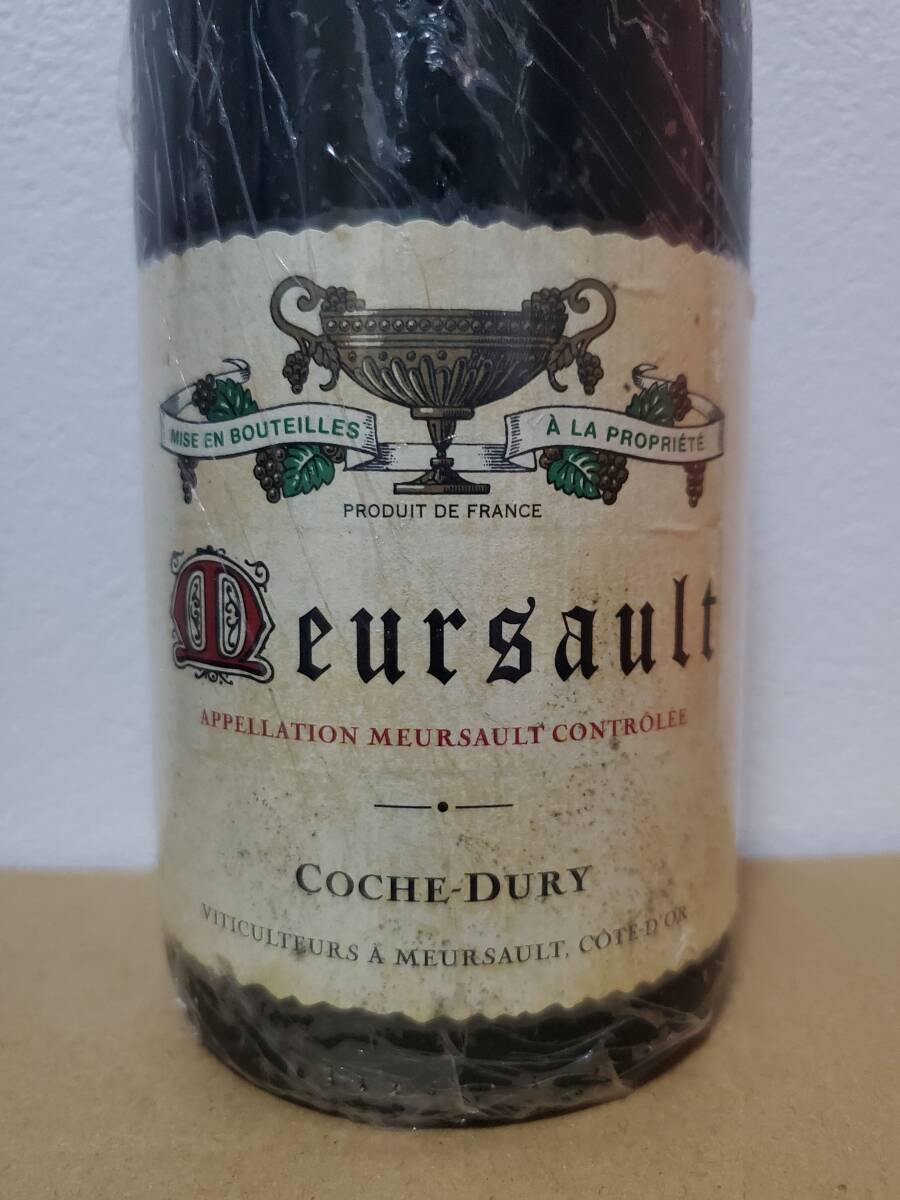 MISE EN BOUTEILLES À LA PROPRIÉTÉ
PRODUIT DE FRANCE
Meursault
APPELLATION MEURSAULT CONTRÔLÉE
COCHE-DURY
VITICULTEURS À MEURSAULT, CÔTE-D'OR